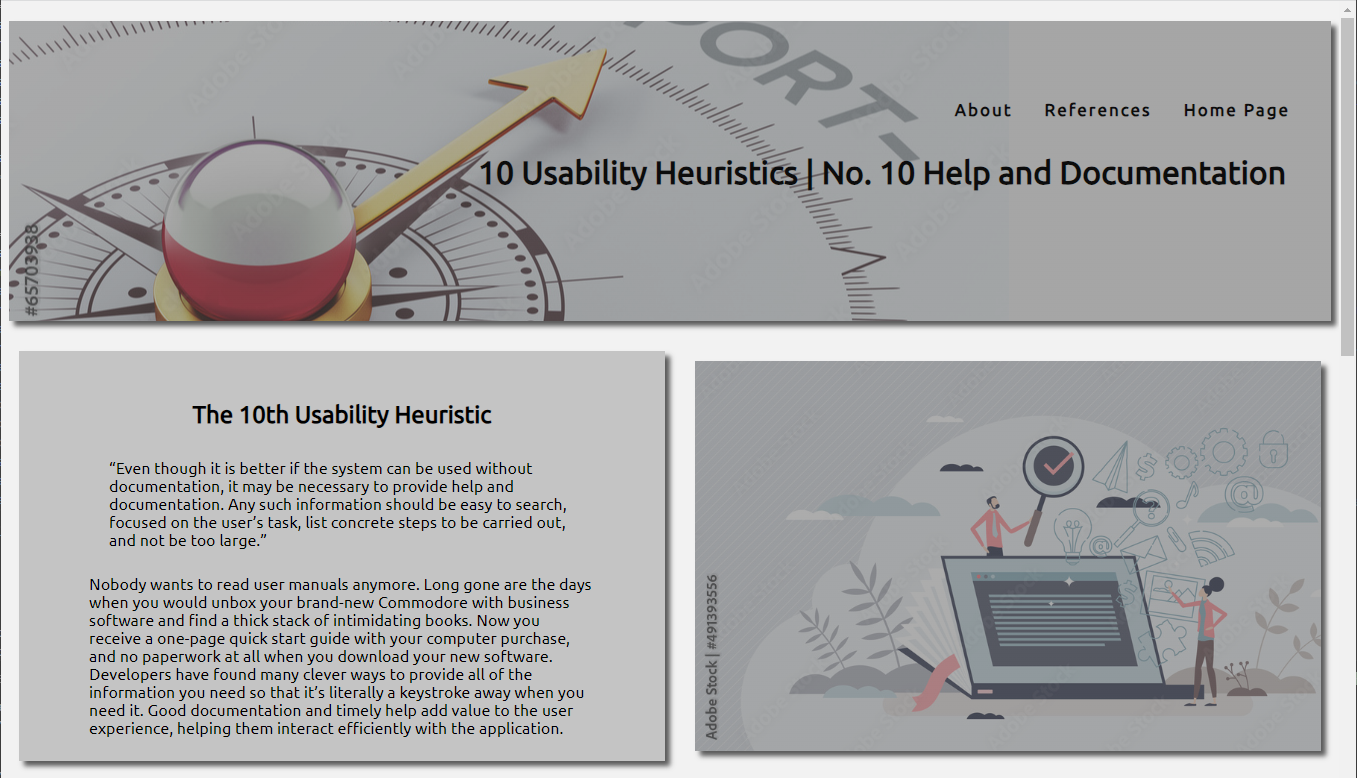 PORT-
About References Home Page
10 Usability Heuristics | No. 10 Help and Documentation
#65703938
The 10th Usability Heuristic
“Even though it is better if the system can be used without
documentation, it may be necessary to provide help and
documentation. Any such information should be easy to search,
focused on the user’s task, list concrete steps to be carried out,
and not be too large.”
Nobody wants to read user manuals anymore. Long gone are the days
when you would unbox your brand-new Commodore with business
software and find a thick stack of intimidating books. Now you
receive a one-page quick start guide with your computer purchase,
and no paperwork at all when you download your new software.
Developers have found many clever ways to provide all of the
information you need so that it’s literally a keystroke away when you
need it. Good documentation and timely help add value to the user
experience, helping them interact efficiently with the application.
Adobe Stock | #491393556